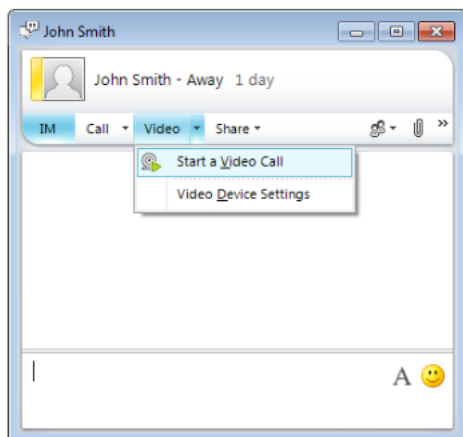 John Smith
John Smith - Away 1 day
IM Call Video Share »
Start a Video Call
Video Device Settings
A